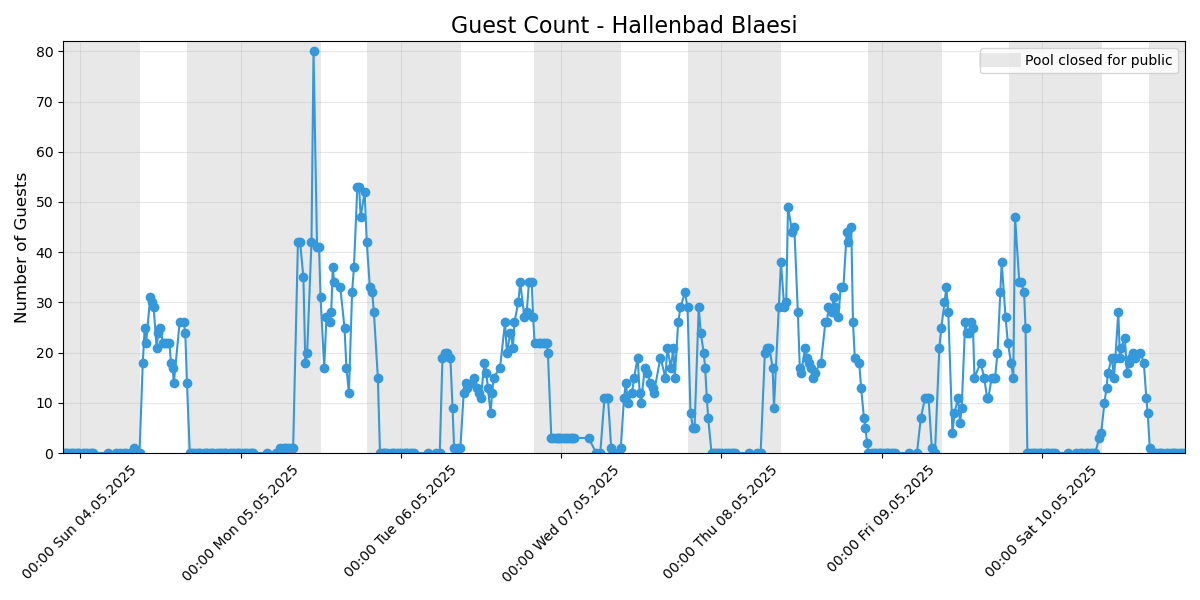 Guest Count - Hallenbad Blaesi
Pool closed for public
Number of Guests
80
70
60
50
40
30
20
10
0
00:00 Sun 04.05.2025
00:00 Mon 05.05.2025
00:00 Tue 06.05.2025
00:00 Wed 07.05.2025
00:00 Thu 08.05.2025
00:00 Fri 09.05.2025
00:00 Sat 10.05.2025